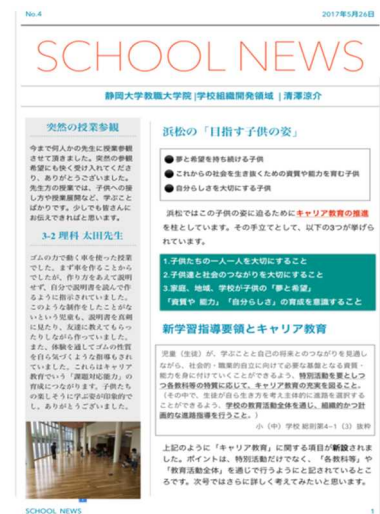 No.4
2017年5月26日
SCHOOL NEWS
静岡大学教職大学院 |学校組織開発領域 | 清澤涼介
突然の授業参観
今まで何人かの先生に授業参観
させて頂きました。突然の参観
希望にも快く受け入れてくださ
り、ありがとうございました。
先生方の授業では、子供への接
し方や授業展開など、学ぶこと
ばかりです。少しでも皆さんに
お伝えできればと思います。
3-2 理科 太田先生
ゴムの力で動く車を使った授業
でした。まず車を作ることから
でしたが、作り方をあえて説明
せず、自分で説明書を読んで作
るように指示されていました。
このような制作をしたことがな
いという児童も、説明書を真剣
に見たり、友達に教えてもらっ
たりしながら作っていました。
また、体験を通してゴムの性質
を自ら気づくような指導もされ
ていました。これらはキャリア
教育でいう「課題対応能力」の
育成につながります。子供たち
の楽しそうに学ぶ姿が印象的で
し。ありがとうございました。
浜松の「目指す子供の姿」
●夢と希望を持ち続ける子供
●これからの社会を生き抜くための資質や能力を育む子供
●自分らしさを大切にする子供
浜松ではこの子供の姿に迫るためにキャリア教育の推進
を柱としています。その手立てとして、以下の3つが挙げら
れています。
1.子供たちの一人一人を大切にすること
2.子供達と社会のつながりを大切にすること
3.家庭、地域、学校が子供の「夢と希望」
「資質や 能力」「自分らしさ」の育成を意識すること
新学習指導要領とキャリア教育
児童（生徒）が、学ぶことと自己の将来とのつながりを見通し
ながら、社会的・職業的自立に向けて必要な基盤となる資質・
能力を身に付けていくことができるよう、特別活動を要としつ
つ各教科等の特質に応じて、キャリア教育の充実を図ること。
（その中で、生徒が自ら生き方を考え主体的に進路を選択する
ことができるよう、学校の教育活動全体を通じ、組織的かつ計
画的な進路指導を行うこと。）
小（中）学校 総則第4−1（3）抜粋
上記のように「キャリア教育」に関する項目が新設されま
した。ポイントは、特別活動だけでなく、「各教科等」や
「教育活動全体」を通じて行うようにと記されているとこ
ろです。次号ではさらに詳しく考えてみたいと思います。
SCHOOL NEWS
1